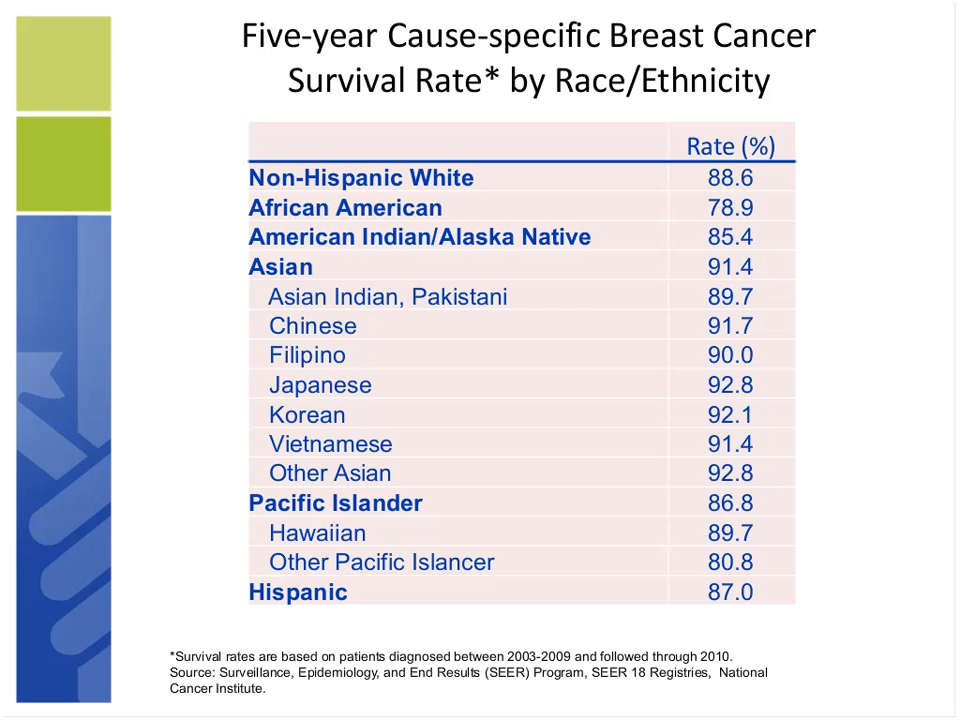 Five-year Cause-specific Breast Cancer
Survival Rate* by Race/Ethnicity
Rate (%)
Non-Hispanic White 88.6
African American 78.9
American Indian/Alaska Native 85.4
Asian 91.4
Asian Indian, Pakistani 89.7
Chinese 91.7
Filipino 90.0
Japanese 92.8
Korean 92.1
Vietnamese 91.4
Other Asian 92.8
Pacific Islander 86.8
Hawaiian 89.7
Other Pacific Islancer 80.8
Hispanic 87.0
*Survival rates are based on patients diagnosed between 2003-2009 and followed through 2010.
Source: Surveillance, Epidemiology, and End Results (SEER) Program, SEER 18 Registries, National
Cancer Institute.